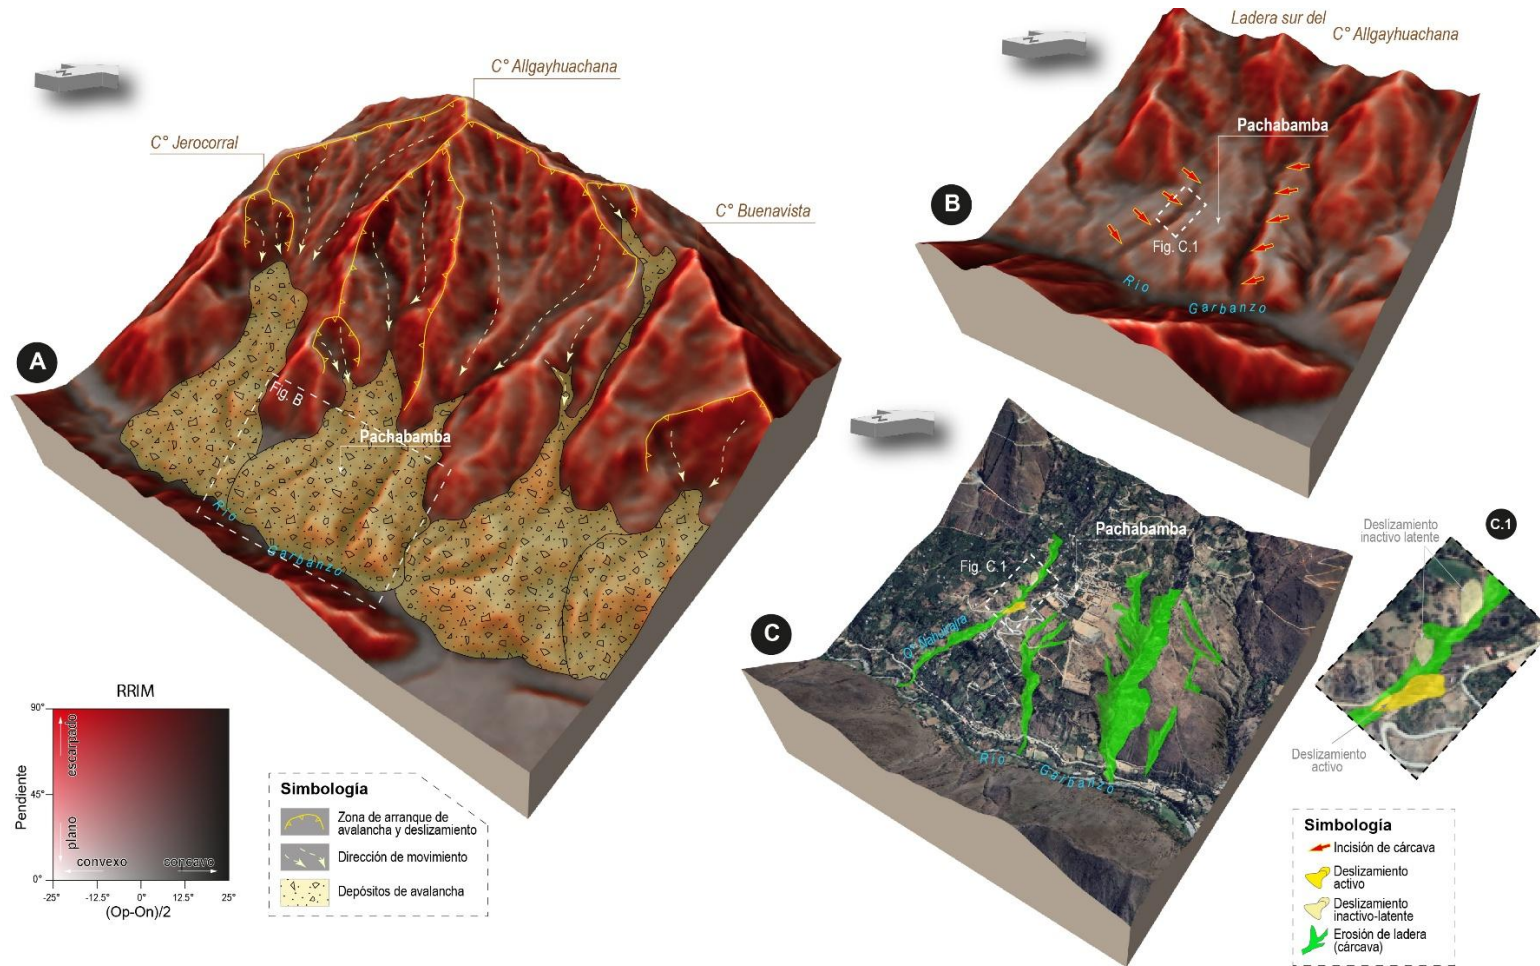 N
C° Allgayhuachana
C° Jerocorral
C° Buenavista
A
Fig. B
Pachabamba
Río
Garbanzo
RRIM
90°
45°
0°
Pendiente
escarpado
plano
convexo
concavo
-25°
-12.5°
0°
12.5°
25°
(Op-On)/2
Simbología
Zona de arranque de
avalancha y deslizamiento
Dirección de movimiento
Depósitos de avalancha
N
Ladera sur del
C° Allgayhuachana
Pachabamba
B
Fig. C.1
Río
Garbanzo
N
Pachabamba
Fig. C.1
C
Río
Garbanzo
C.1
Deslizamiento
inactivo latente
Deslizamiento
activo
Simbología
Incisión de cárcava
Deslizamiento
activo
Deslizamiento
inactivo-latente
Erosión de ladera
(cárcava)